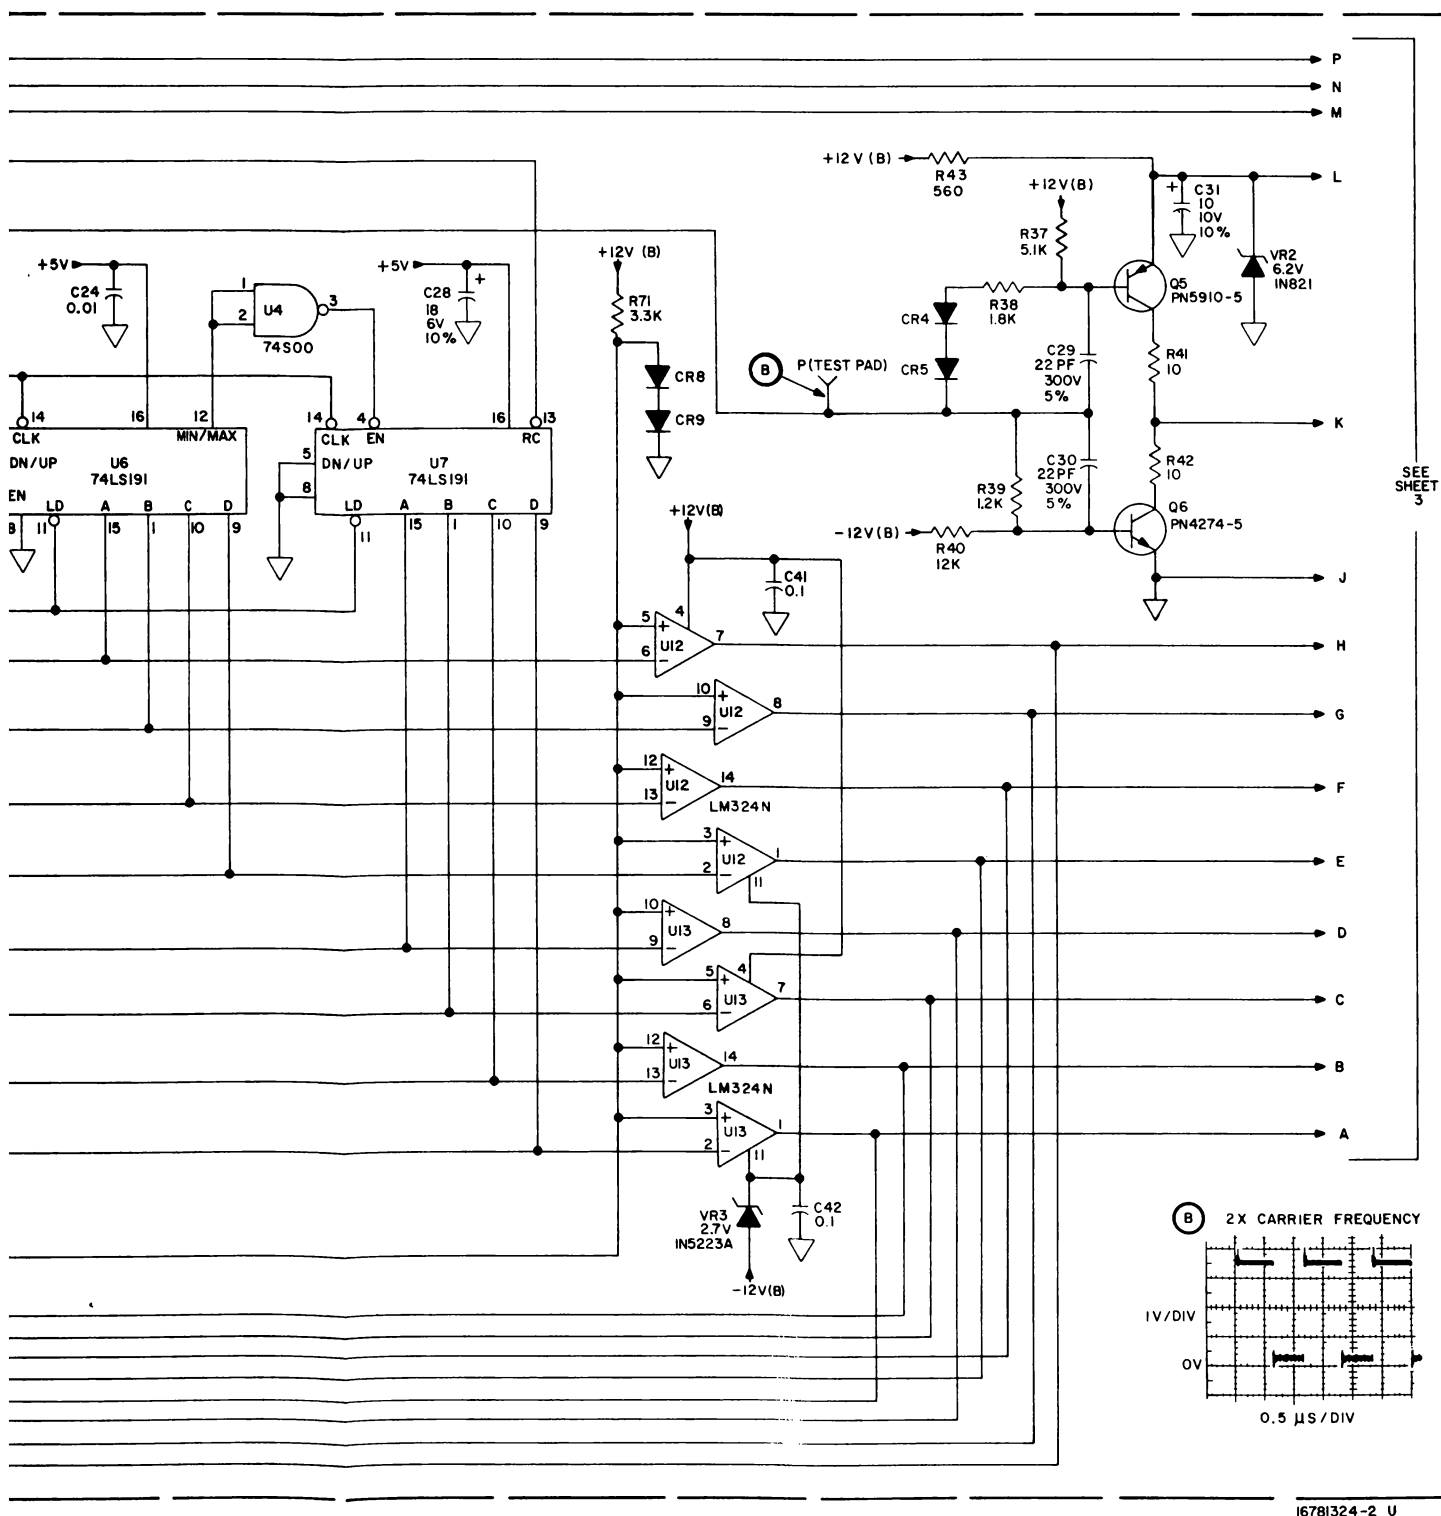 P
N
M
+12V (B)
R43
560
L
+12V(B)
+ C31
10
10V
10%
R37
5.1K
+12V (B)
VR2
6.2V
IN821
+5V
C24
0.01
1
2
U4
3
74S00
+5V
+
C28
18
6V
10%
R71
3.3K
R38
1.8K
Q5
PN5910-5
CR4
CR5
C29
22PF
300V
5%
R41
10
B
P(TEST PAD)
CR8
CR9
14
16
12
14
4
16
13
CLK
MIN/MAX
CLK
EN
RC
K
DN/UP
U6
74LS191
5
DN/UP
U7
74LS191
8
EN
LD
A
B
C
D
LD
A
B
C
D
8
11
15
1
10
9
11
15
1
10
9
R42
10
C30
22PF
300V
5%
R39
1.2K
SEE
SHEET
3
+12V(B)
-12V(B)
R40
12K
Q6
PN4274-5
C41
0.1
J
5
+
4
U12
7
6
-
H
10
+
U12
8
9
-
G
12
+
U12
14
13
-
LM324N
F
3
+
U12
1
2
-
11
E
10
+
U13
8
9
-
D
5
+
4
U13
7
6
-
C
12
+
U13
14
13
-
LM324N
B
3
+
U13
1
2
-
11
A
VR3
2.7V
IN5223A
C42
0.1
-12V(B)
B 2X CARRIER FREQUENCY
1V/DIV
0V
0.5 μS/DIV
16781324-2 U